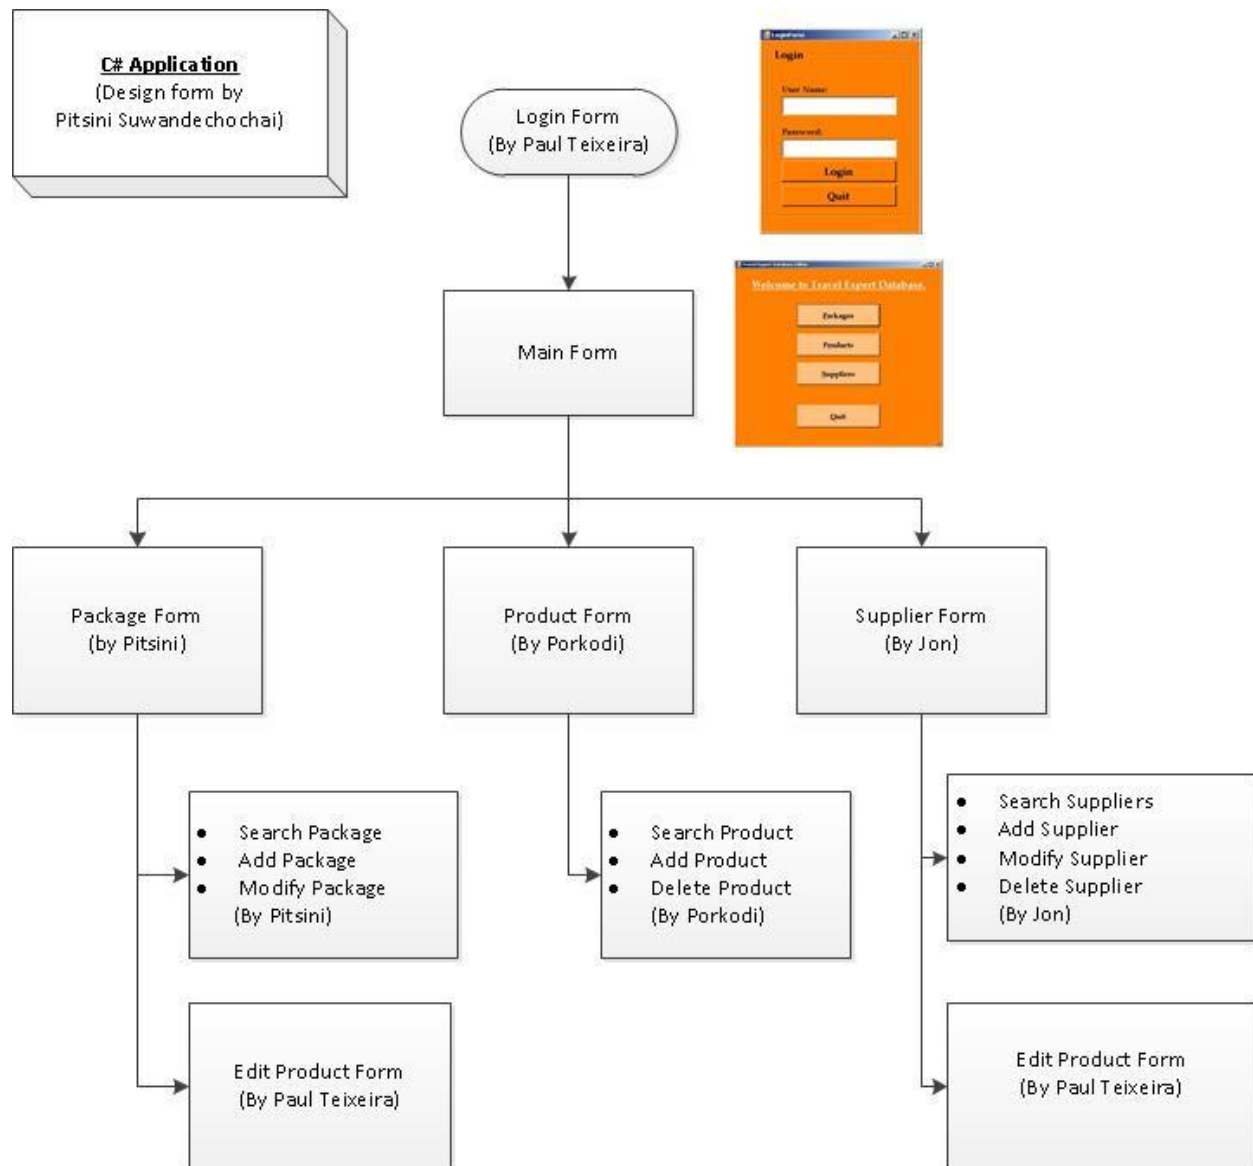 C# Application
(Design form by
Pitsini Suwandechochai)
Login Form
(By Paul Teixeira)
LoginForm
Login
User Name:
Password:
Login
Quit
Main Form
Welcome to Travel Expert Database.
Packages
Products
Suppliers
Quit
Package Form
(by Pitsini)
Product Form
(By Porkodi)
Supplier Form
(By Jon)
● Search Package
● Add Package
● Modify Package
(By Pitsini)
● Search Product
● Add Product
● Delete Product
(By Porkodi)
● Search Suppliers
● Add Supplier
● Modify Supplier
● Delete Supplier
(By Jon)
Edit Product Form
(By Paul Teixeira)
Edit Product Form
(By Paul Teixeira)